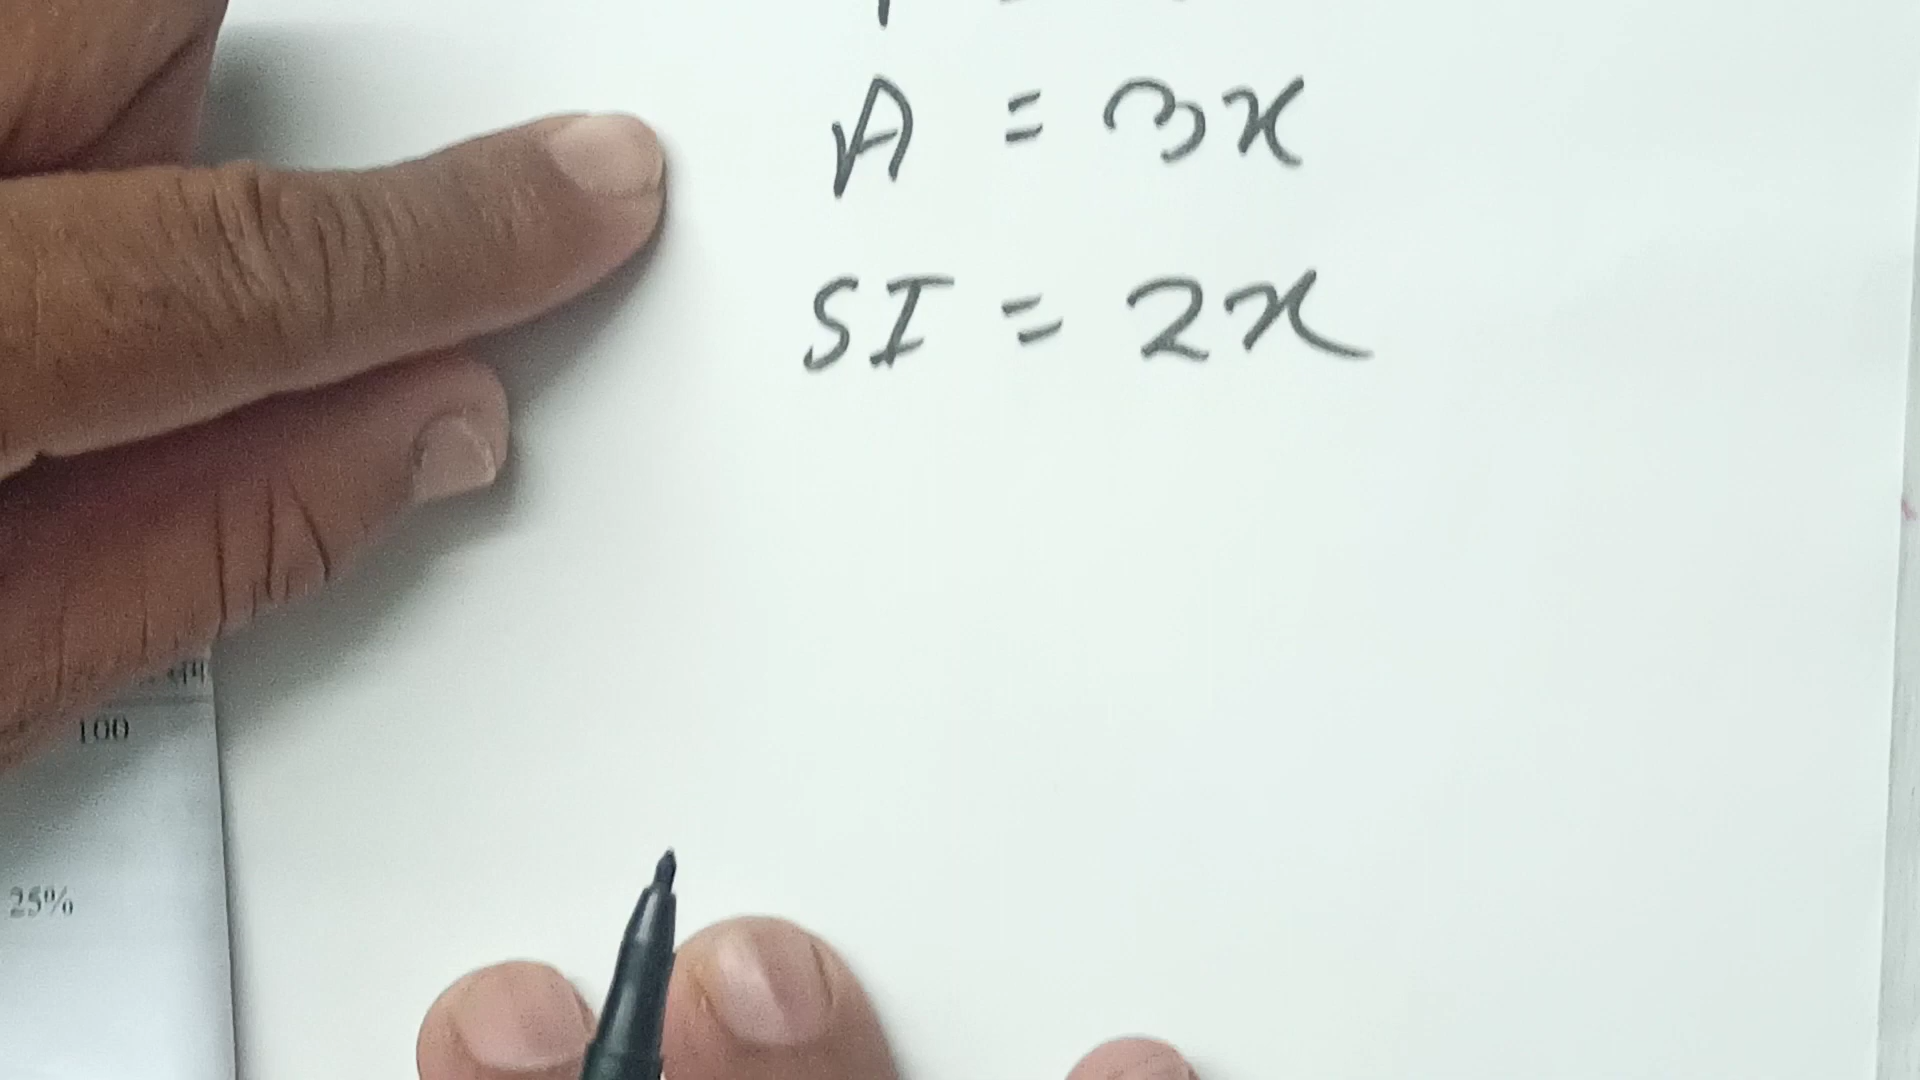 A = 3x
SI = 2x
100
25%